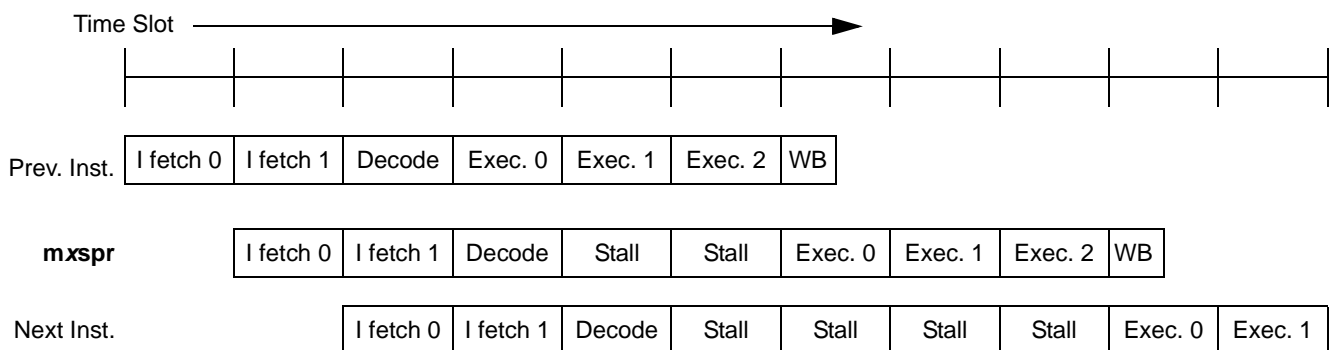 Time Slot
Prev. Inst. I fetch 0 I fetch 1 Decode Exec. 0 Exec. 1 Exec. 2 WB
mxspr I fetch 0 I fetch 1 Decode Stall Stall Exec. 0 Exec. 1 Exec. 2 WB
Next Inst. I fetch 0 I fetch 1 Decode Stall Stall Stall Stall Exec. 0 Exec. 1